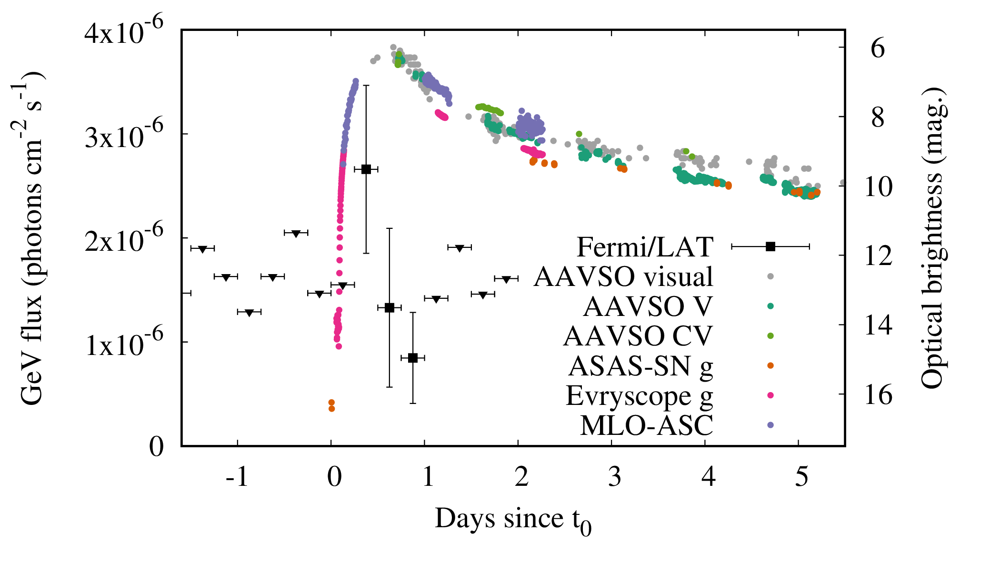 4x10^-6
3x10^-6
2x10^-6
1x10^-6
0
GeV flux (photons cm^-2 s^-1)
6
8
10
12
14
16
Optical brightness (mag.)
Fermi/LAT
AAVSO visual
AAVSO V
AAVSO CV
ASAS-SN g
Evryscope g
MLO-ASC
-1 0 1 2 3 4 5
Days since t_0